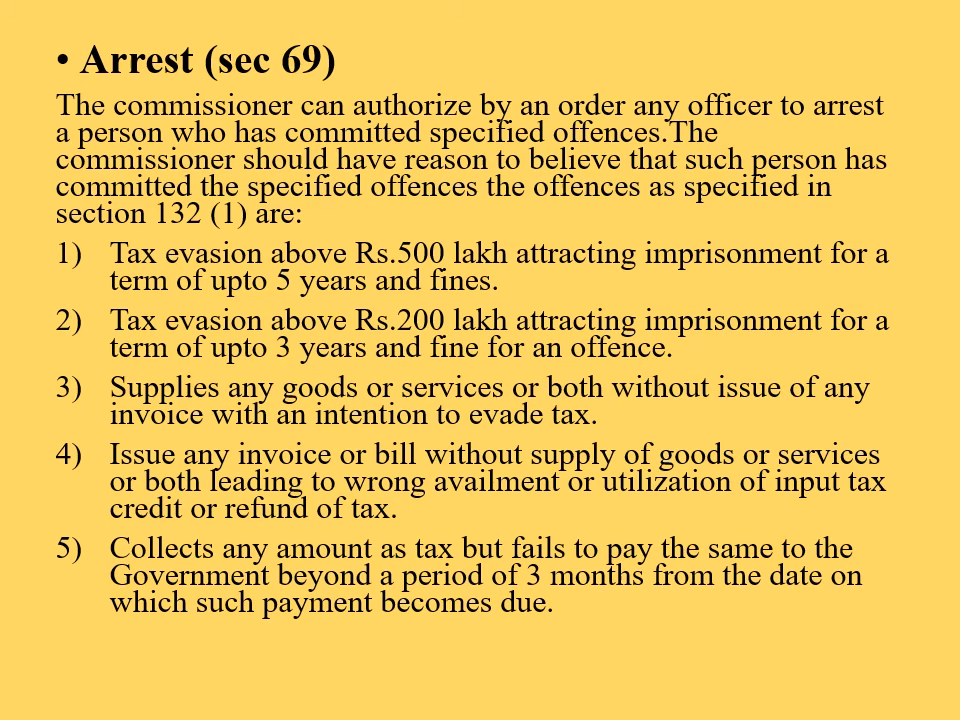 • Arrest (sec 69)
The commissioner can authorize by an order any officer to arrest
a person who has committed specified offences.The
commissioner should have reason to believe that such person has
committed the specified offences the offences as specified in
section 132 (1) are:
1) Tax evasion above Rs.500 lakh attracting imprisonment for a
term of upto 5 years and fines.
2) Tax evasion above Rs.200 lakh attracting imprisonment for a
term of upto 3 years and fine for an offence.
3) Supplies any goods or services or both without issue of any
invoice with an intention to evade tax.
4) Issue any invoice or bill without supply of goods or services
or both leading to wrong availment or utilization of input tax
credit or refund of tax.
5) Collects any amount as tax but fails to pay the same to the
Government beyond a period of 3 months from the date on
which such payment becomes due.